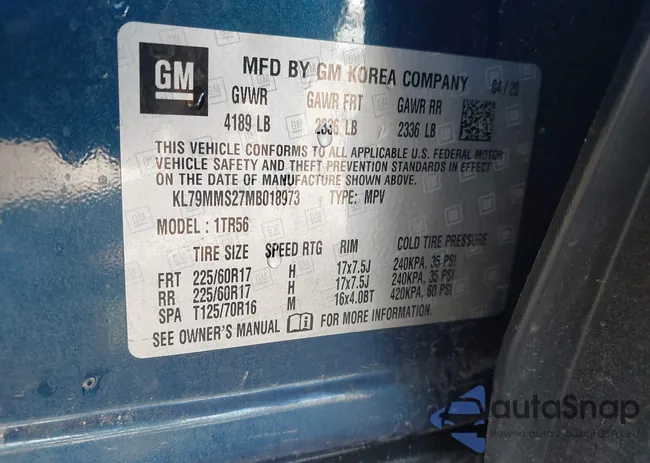 GM
MFD BY GM KOREA COMPANY 04/20
GVWR GAWR FRT GAWR RR
4189 LB 2336 LB 2336 LB
THIS VEHICLE CONFORMS TO ALL APPLICABLE U.S. FEDERAL MOTOR
VEHICLE SAFETY AND THEFT PREVENTION STANDARDS IN EFFECT
ON THE DATE OF MANUFACTURE SHOWN ABOVE.
KL79MMS27MB018973 TYPE: MPV
MODEL : 1TR56
TIRE SIZE SPEED RTG RIM COLD TIRE PRESSURE
FRT 225/60R17 H 17x7.5J 240KPA, 35 PSI
RR 225/60R17 H 17x7.5J 240KPA, 35 PSI
SPA T125/70R16 M 16x4.0BT 420KPA, 60 PSI
SEE OWNER'S MANUAL FOR MORE INFORMATION
autaSnap